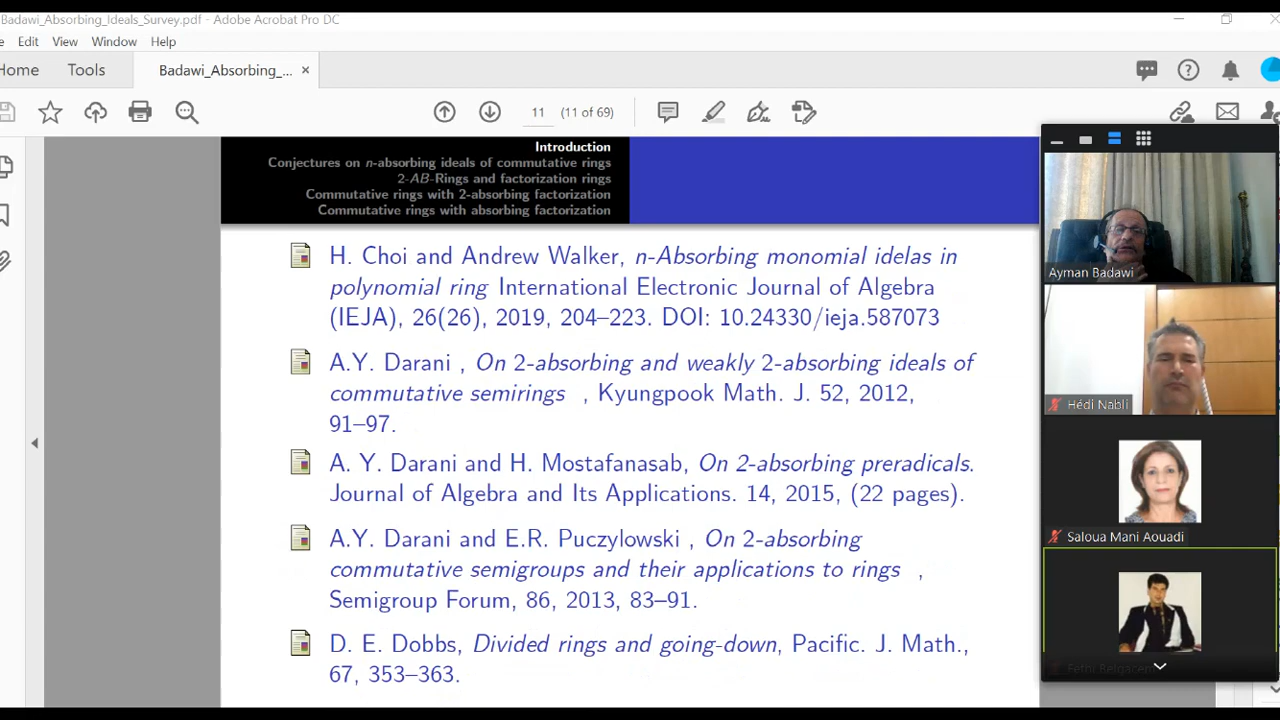 Badawi_Absorbing_Ideals_Survey.pdf - Adobe Acrobat Pro DC
e Edit View Window Help
Home Tools Badawi_Absorbing_... ×
11 (11 of 69)
Introduction
Conjectures on n-absorbing ideals of commutative rings
2-AB-Rings and factorization rings
Commutative rings with 2-absorbing factorization
Commutative rings with absorbing factorization
H. Choi and Andrew Walker, n-Absorbing monomial idelas in
polynomial ring International Electronic Journal of Algebra
(IEJA), 26(26), 2019, 204–223. DOI: 10.24330/ieja.587073
A.Y. Darani , On 2-absorbing and weakly 2-absorbing ideals of
commutative semirings , Kyungpook Math. J. 52, 2012,
91–97.
A. Y. Darani and H. Mostafanasab, On 2-absorbing preradicals.
Journal of Algebra and Its Applications. 14, 2015, (22 pages).
A.Y. Darani and E.R. Puczylowski , On 2-absorbing
commutative semigroups and their applications to rings ,
Semigroup Forum, 86, 2013, 83–91.
D. E. Dobbs, Divided rings and going-down, Pacific. J. Math.,
67, 353–363.
Ayman Badawi
Hédi Nabli
Saloua Mani Aouadi
Fethi Belgacem